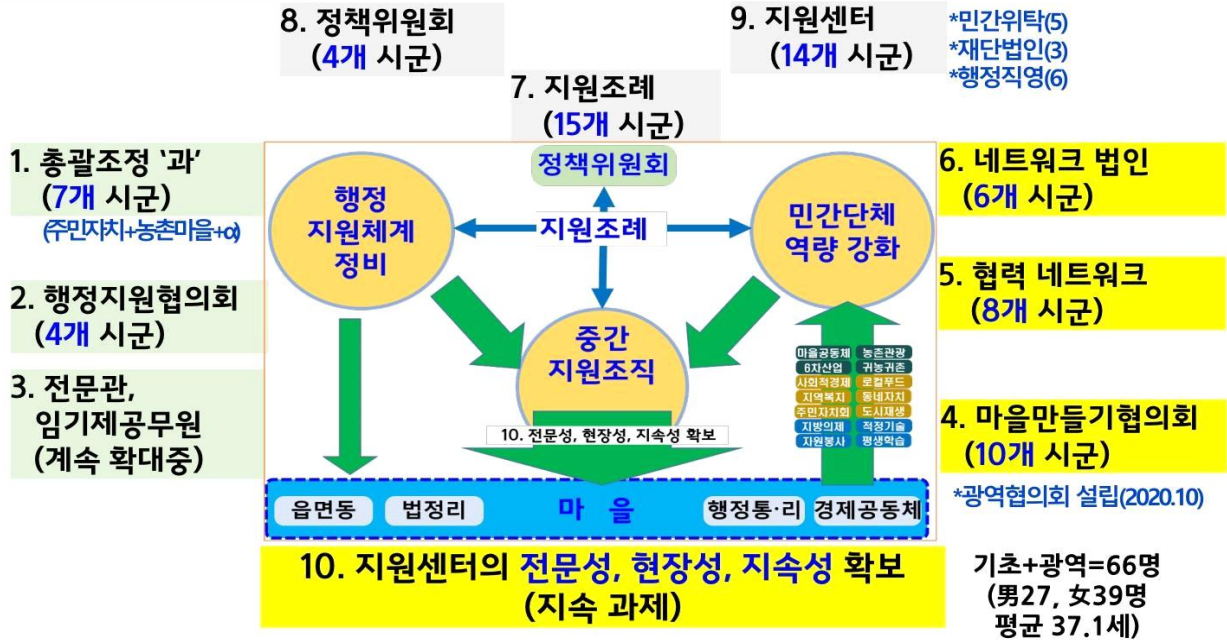 8. 정책위원회
(4개 시군)
9. 지원센터
(14개 시군)
*민간위탁(5)
*재단법인(3)
*행정직영(6)
7. 지원조례
(15개 시군)
1. 총괄조정 ‘과’
(7개 시군)
(주민자치+농촌마을+α)
2. 행정지원협의회
(4개 시군)
3. 전문관,
임기제공무원
(계속 확대중)
행정
지원체계
정비
정책위원회
지원조례
민간단체
역량 강화
중간
지원조직
10. 전문성, 현장성, 지속성 확보
마을공동체 농촌관광
6차산업 귀농귀촌
사회적경제 로컬푸드
지역복지 동네자치
주민자치회 도시재생
지방의제 적정기술
자원봉사 평생학습
읍면동 법정리 마 을 행정통·리 경제공동체
6. 네트워크 법인
(6개 시군)
5. 협력 네트워크
(8개 시군)
4. 마을만들기협의회
(10개 시군)
*광역협의회 설립(2020.10)
10. 지원센터의 전문성, 현장성, 지속성 확보
(지속 과제)
기초+광역=66명
(男27, 女39명
평균 37.1세)